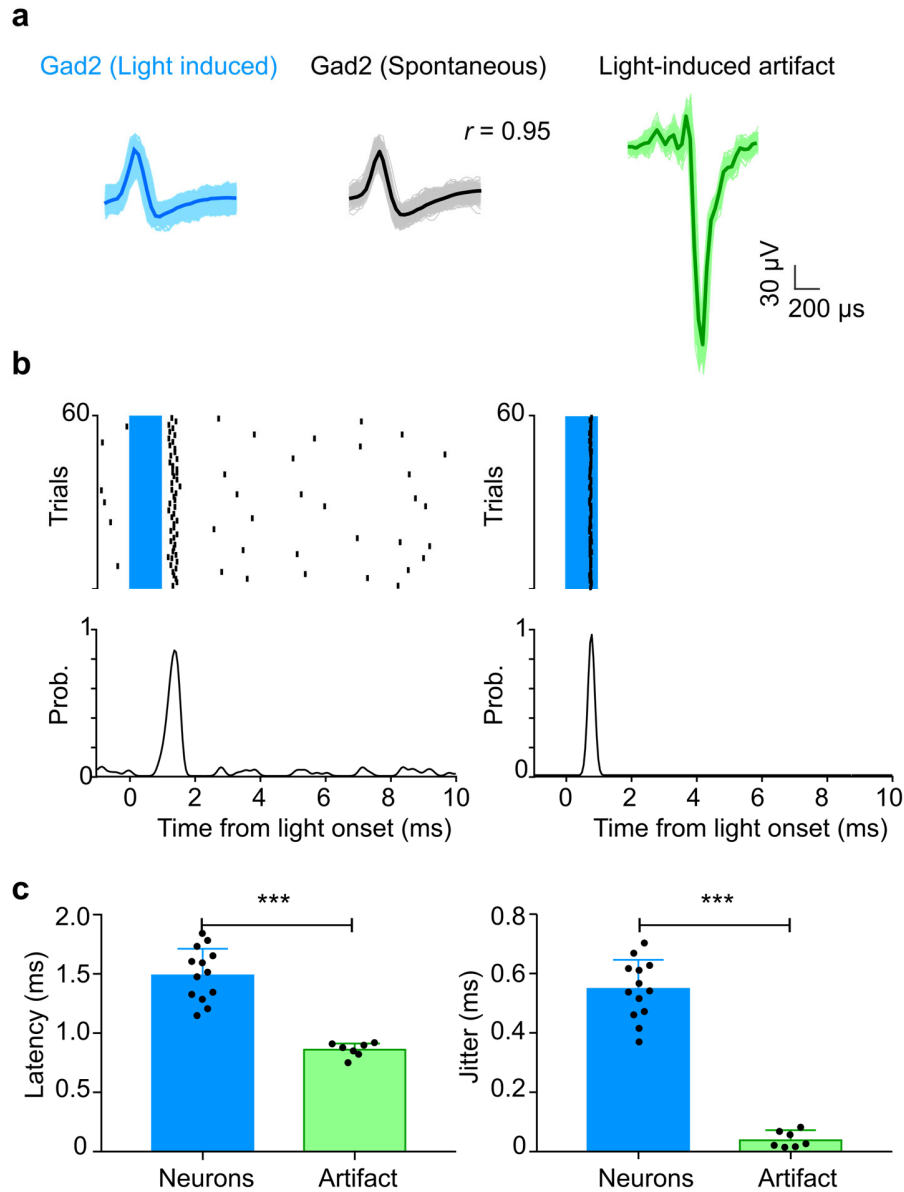 a
Gad2 (Light induced)
Gad2 (Spontaneous)
Light-induced artifact
r = 0.95
30 µV
200 µs
b
60
Trials
60
Trials
1
Prob.
0
0 2 4 6 8 10
Time from light onset (ms)
1
Prob.
0
0 2 4 6 8 10
Time from light onset (ms)
c
***
2.0
1.5
1.0
0.5
0
Latency (ms)
Neurons Artifact
***
0.8
0.6
0.4
0.2
0
Jitter (ms)
Neurons Artifact